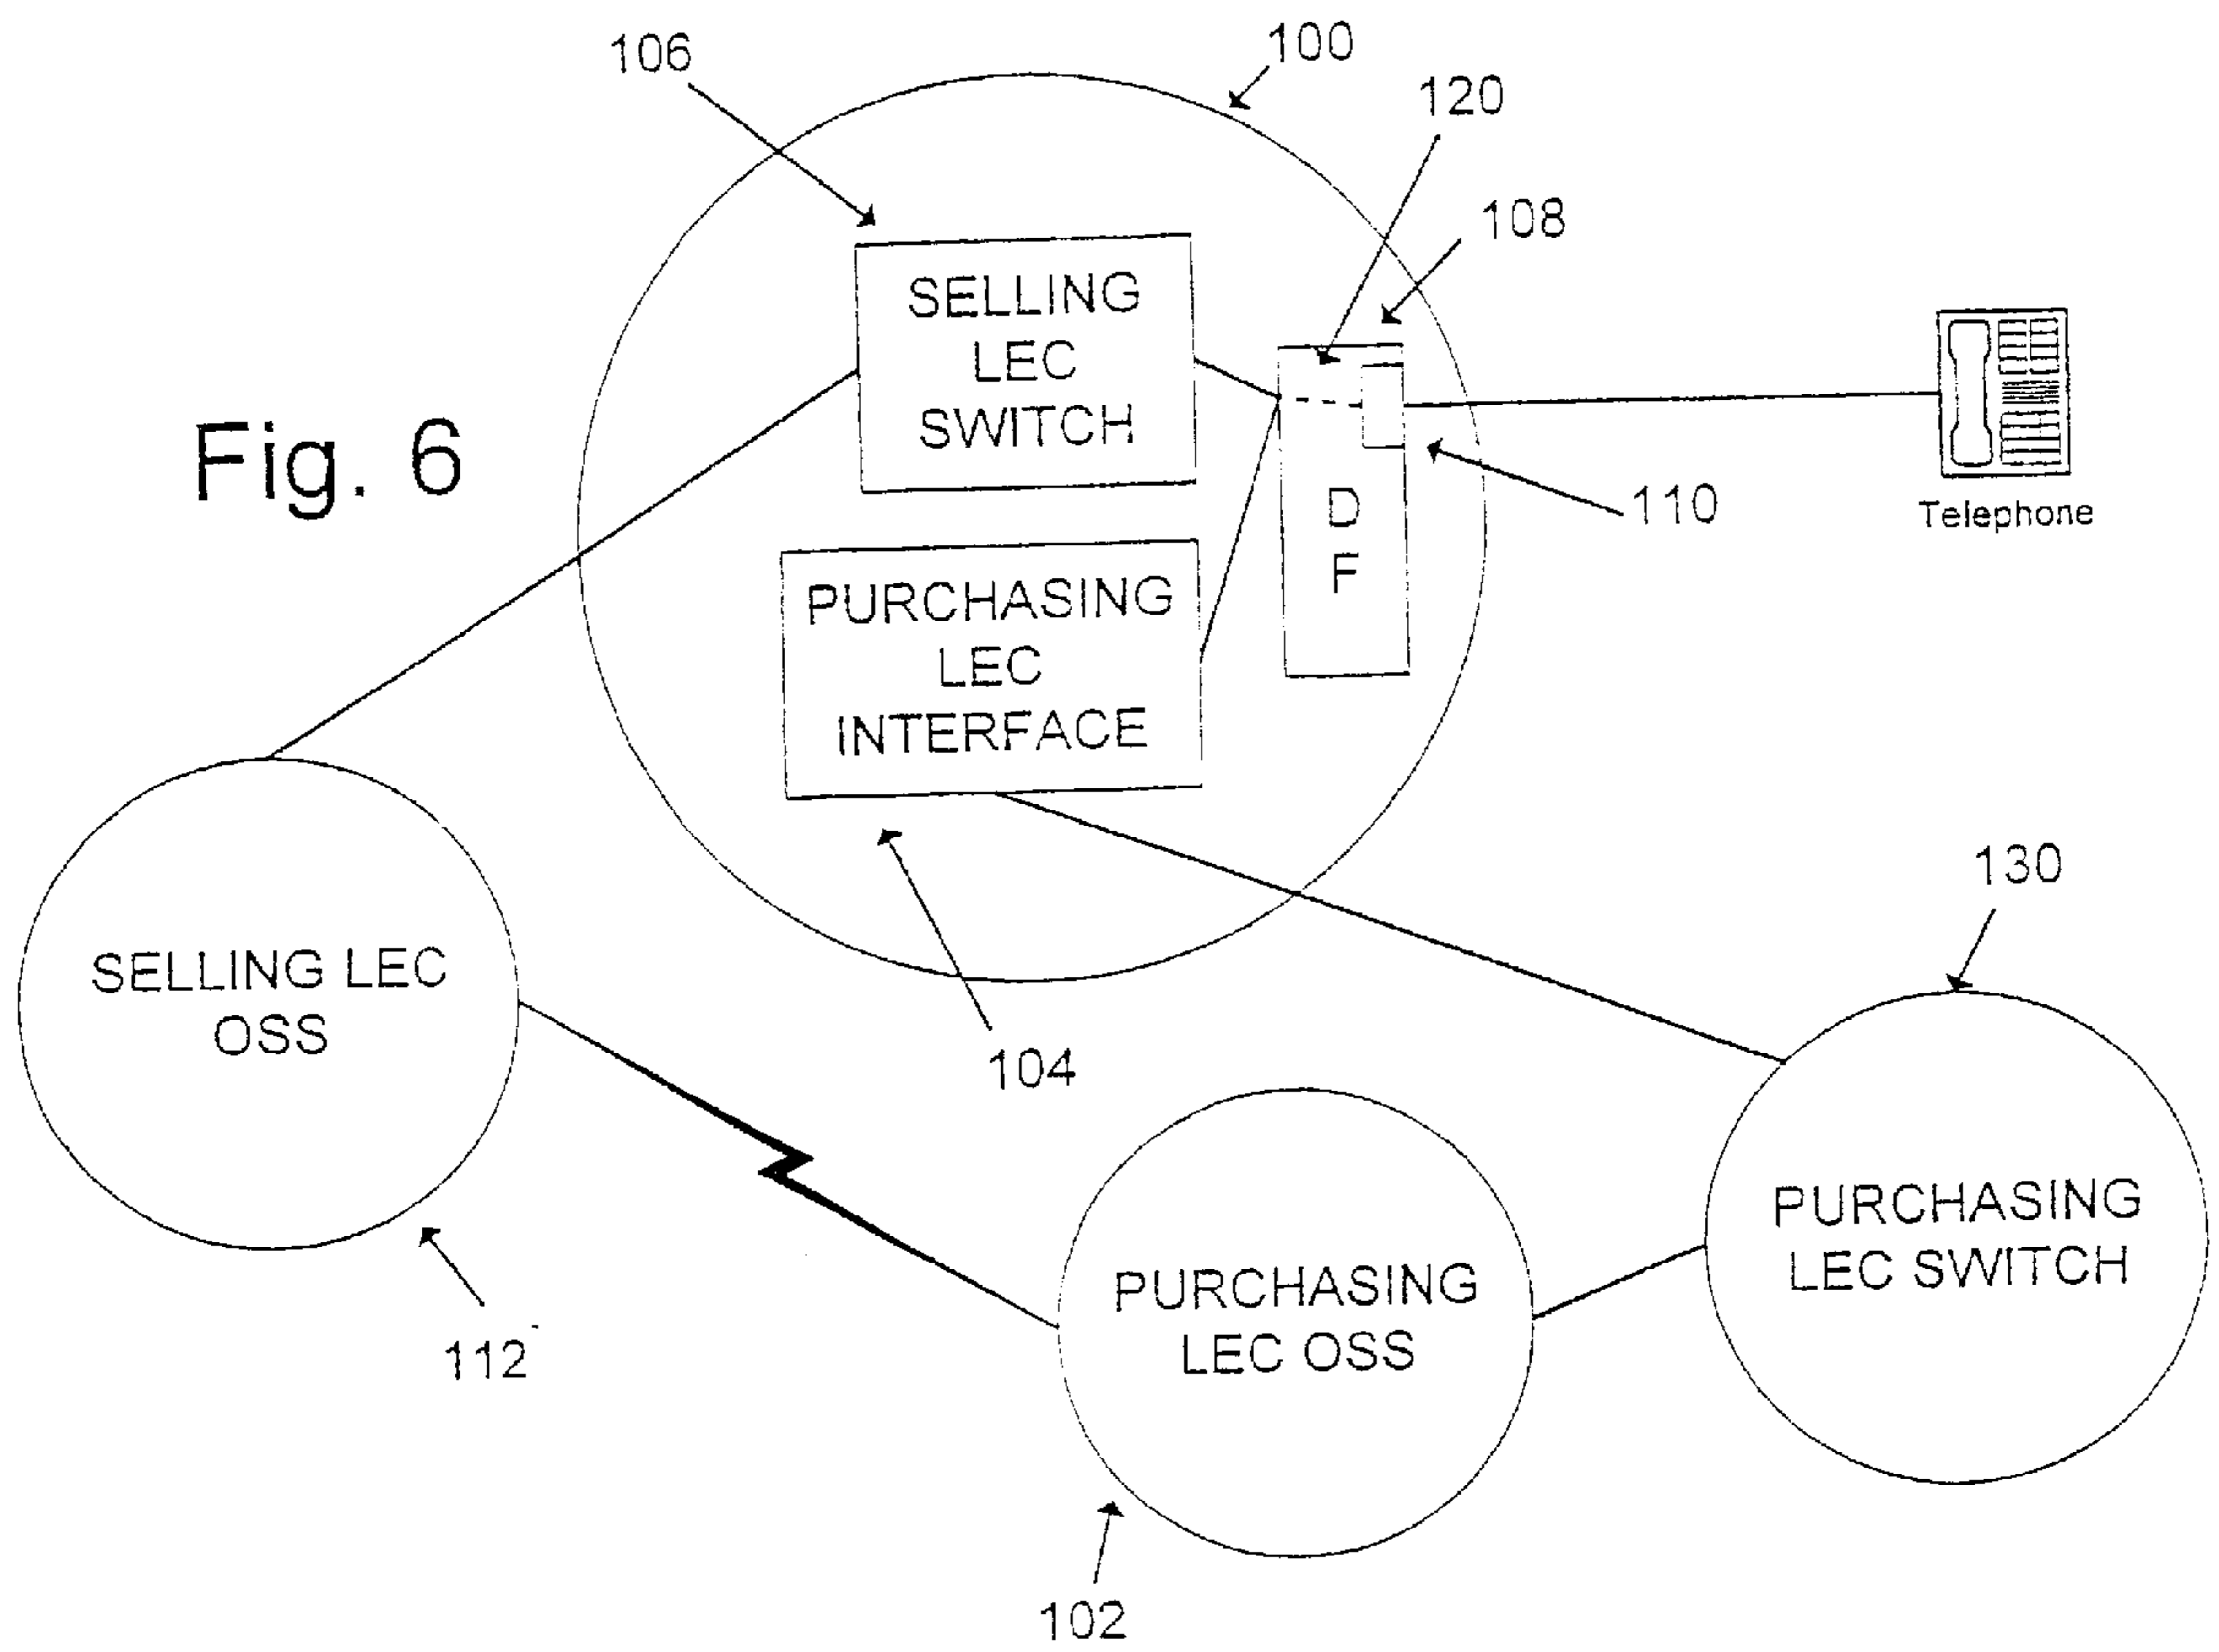 106
100
120
108
SELLING
LEC
SWITCH
Fig. 6
110
D
F
Telephone
PURCHASING
LEC
INTERFACE
130
SELLING LEC
OSS
104
PURCHASING
LEC SWITCH
PURCHASING
LEC OSS
112
102